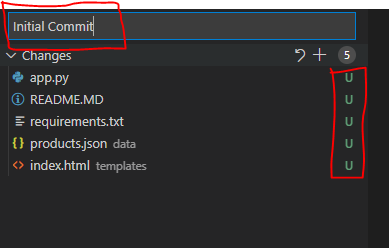 Initial Commit
Changes 5
app.py U
README.MD U
requirements.txt U
{} products.json data U
<> index.html templates U